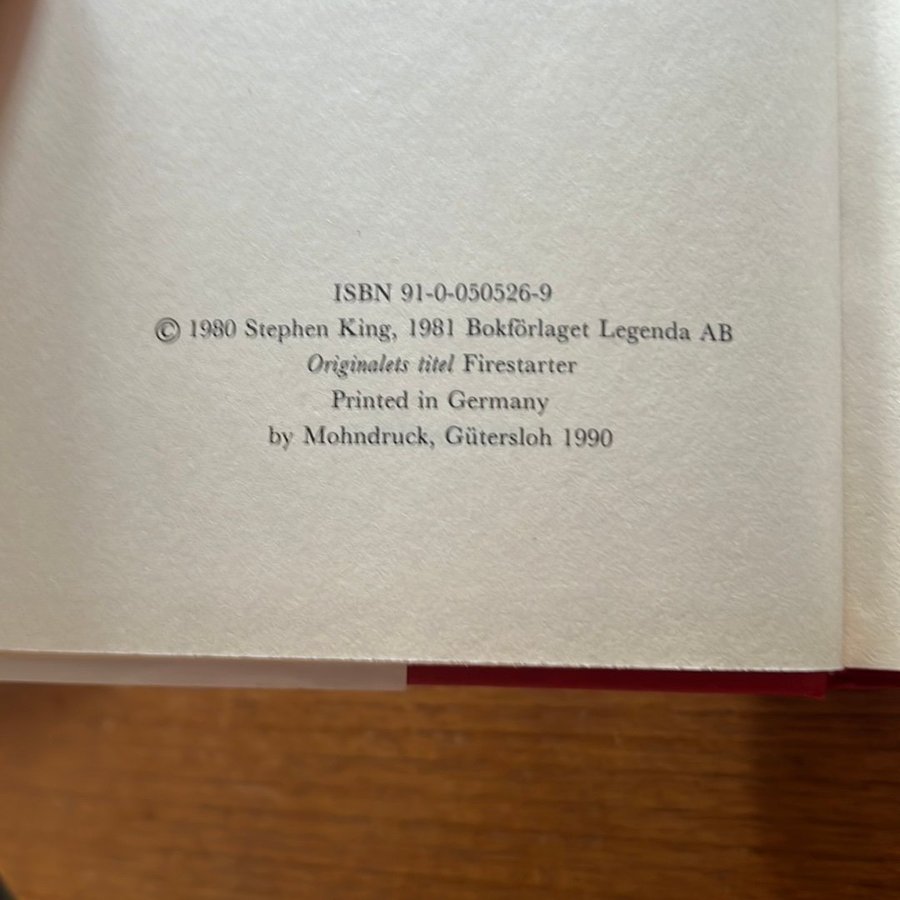 ISBN 91-0-050526-9
© 1980 Stephen King, 1981 Bokförlaget Legenda AB
Originalets titel Firestarter
Printed in Germany
by Mohndruck, Gütersloh 1990